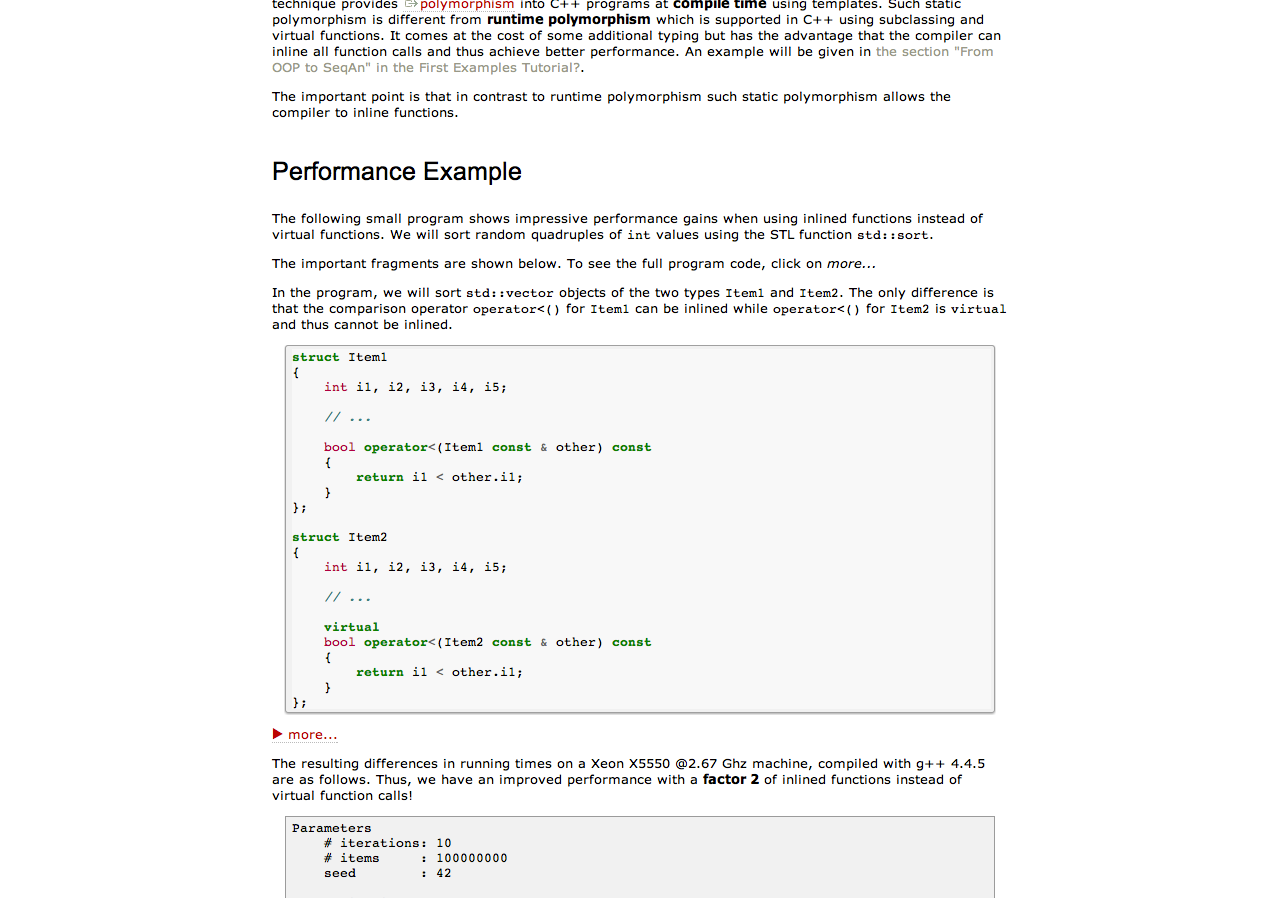 technique provides polymorphism into C++ programs at compile time using templates. Such static
polymorphism is different from runtime polymorphism which is supported in C++ using subclassing and
virtual functions. It comes at the cost of some additional typing but has the advantage that the compiler can
inline all function calls and thus achieve better performance. An example will be given in the section "From
OOP to SeqAn" in the First Examples Tutorial?.
The important point is that in contrast to runtime polymorphism such static polymorphism allows the
compiler to inline functions.
Performance Example
The following small program shows impressive performance gains when using inlined functions instead of
virtual functions. We will sort random quadruples of int values using the STL function std::sort.
The important fragments are shown below. To see the full program code, click on more...
In the program, we will sort std::vector objects of the two types Item1 and Item2. The only difference is
that the comparison operator operator<() for Item1 can be inlined while operator<() for Item2 is virtual
and thus cannot be inlined.
struct Item1
{
    int i1, i2, i3, i4, i5;
    // ...
    bool operator<(Item1 const & other) const
    {
        return i1 < other.i1;
    }
};
struct Item2
{
    int i1, i2, i3, i4, i5;
    // ...
    virtual
    bool operator<(Item2 const & other) const
    {
        return i1 < other.i1;
    }
};
more...
The resulting differences in running times on a Xeon X5550 @2.67 Ghz machine, compiled with g++ 4.4.5
are as follows. Thus, we have an improved performance with a factor 2 of inlined functions instead of
virtual function calls!
Parameters
    # iterations: 10
    # items     : 100000000
    seed        : 42